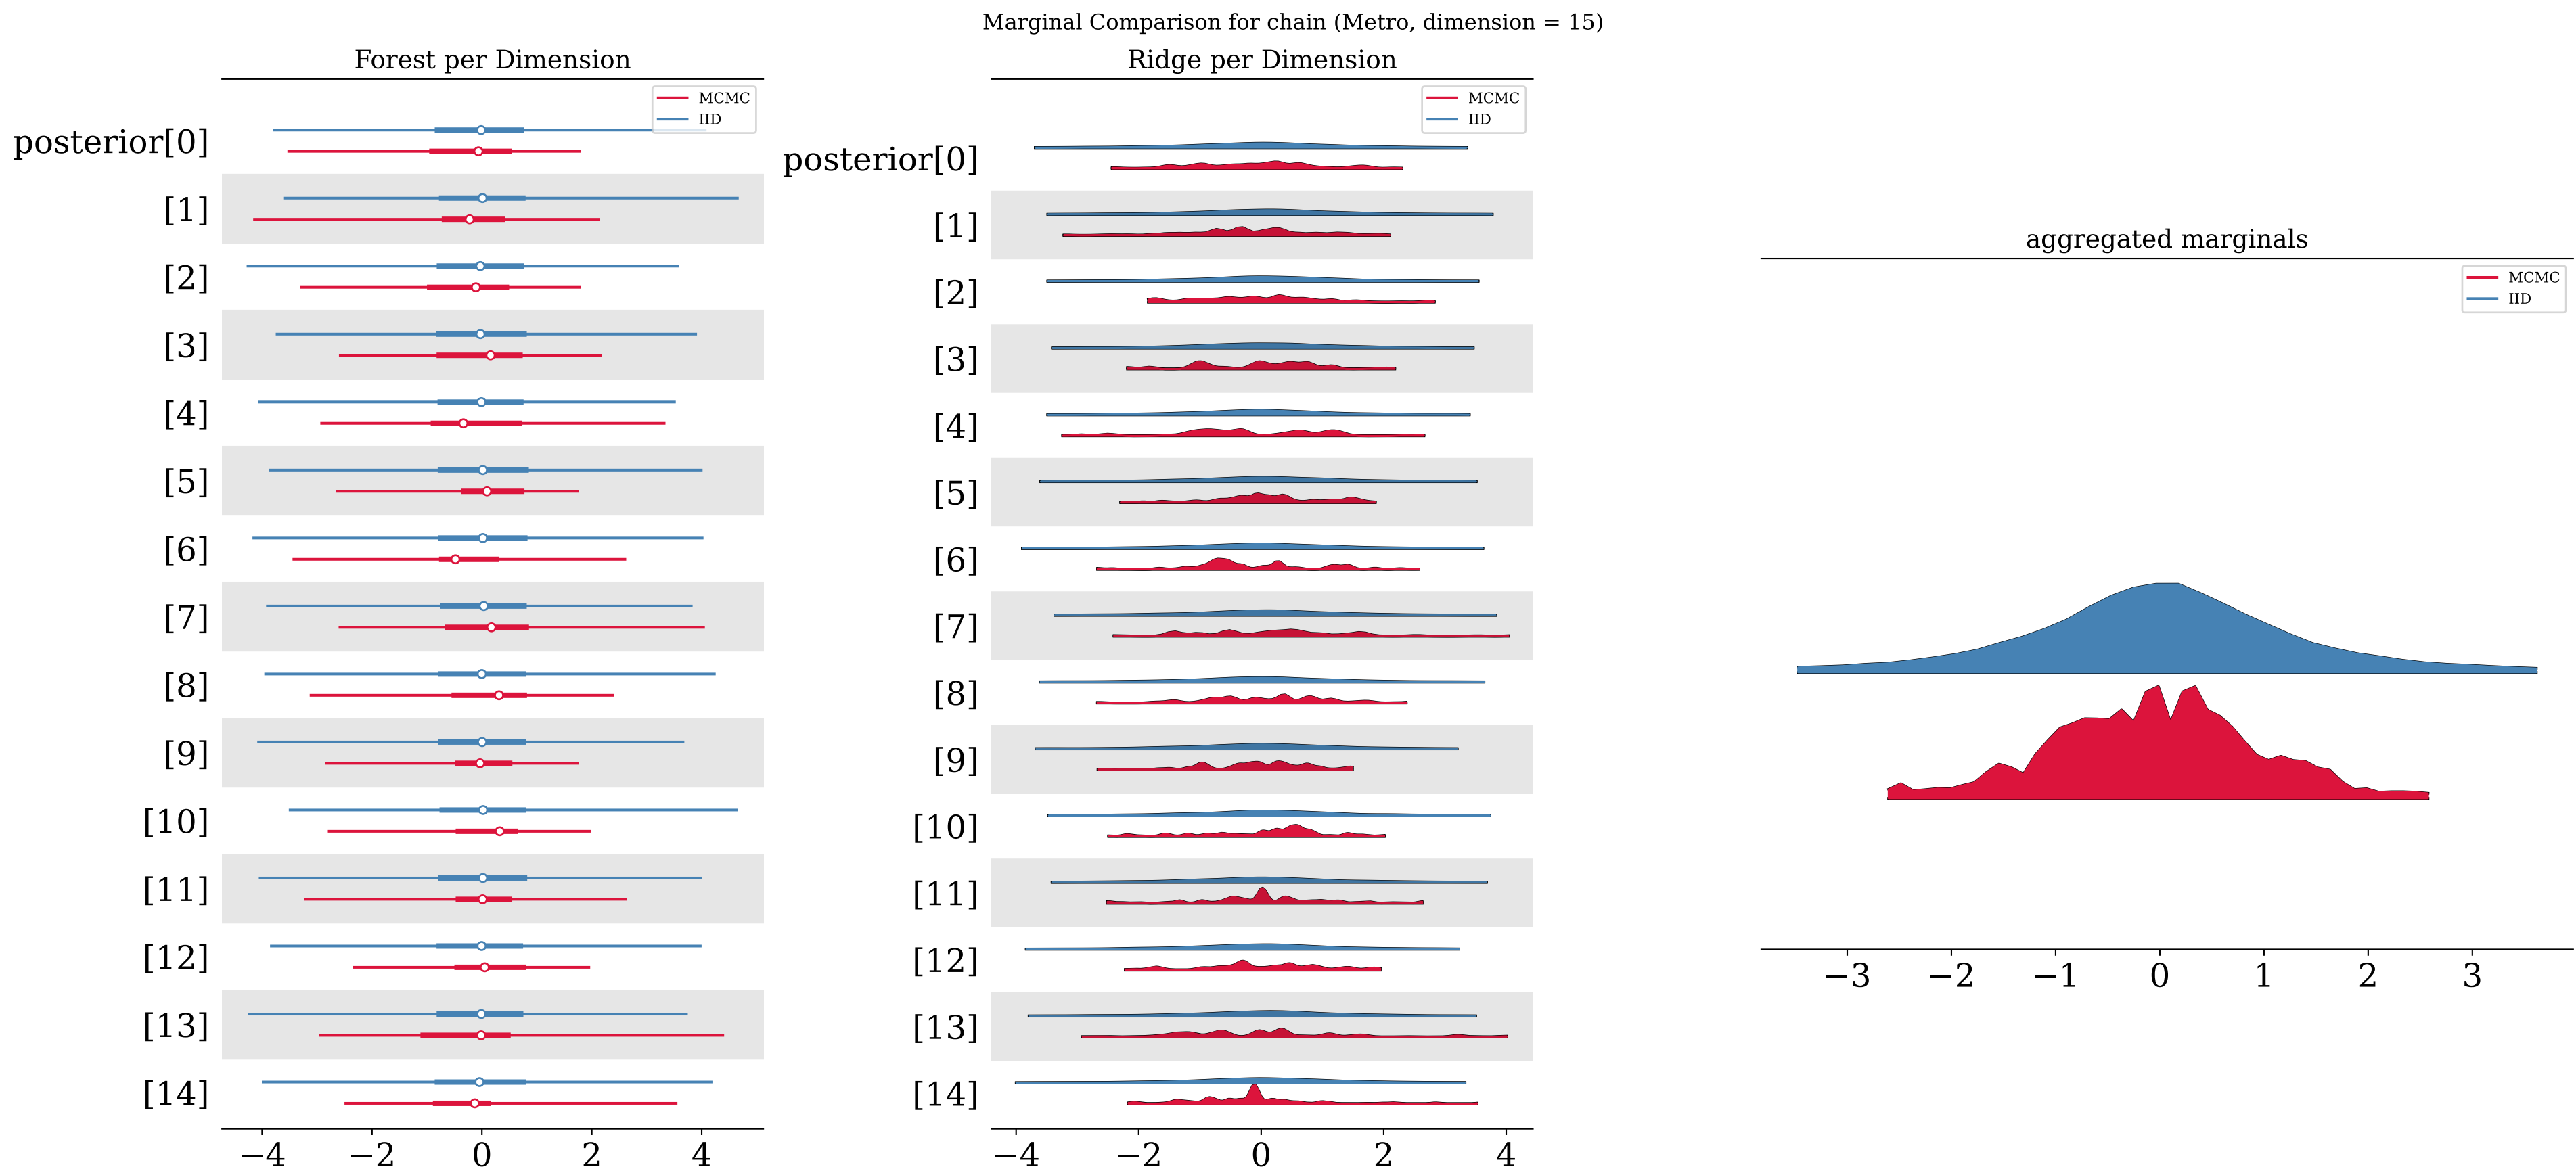 Marginal Comparison for chain (Metro, dimension = 15)
Forest per Dimension
MCMC
IID
posterior[0]
[1]
[2]
[3]
[4]
[5]
[6]
[7]
[8]
[9]
[10]
[11]
[12]
[13]
[14]
−4 −2 0 2 4
Ridge per Dimension
MCMC
IID
posterior[0]
[1]
[2]
[3]
[4]
[5]
[6]
[7]
[8]
[9]
[10]
[11]
[12]
[13]
[14]
−4 −2 0 2 4
aggregated marginals
MCMC
IID
−3 −2 −1 0 1 2 3